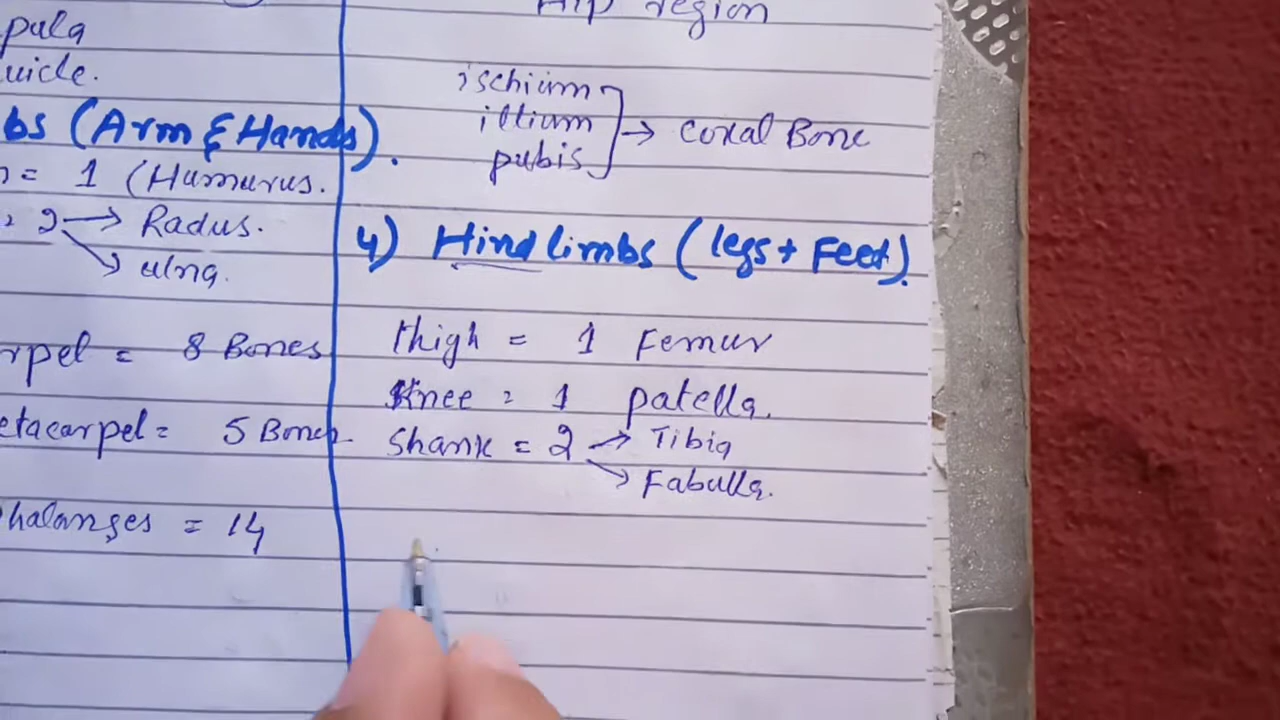 pula
uicle.
bs (Arm & Hands).
= 1 (Humurus.
2 → Radus.
→ ulna.
rpel = 8 Bones
etacarpel = 5 Bones
halanges = 14
Hip region
ischium
illium → Coxal Bone
pubis
4) Hind limbs (legs + Feet).
thigh = 1 Femur
Knee = 1 patella.
Shank = 2 → Tibia
→ Fabulla.